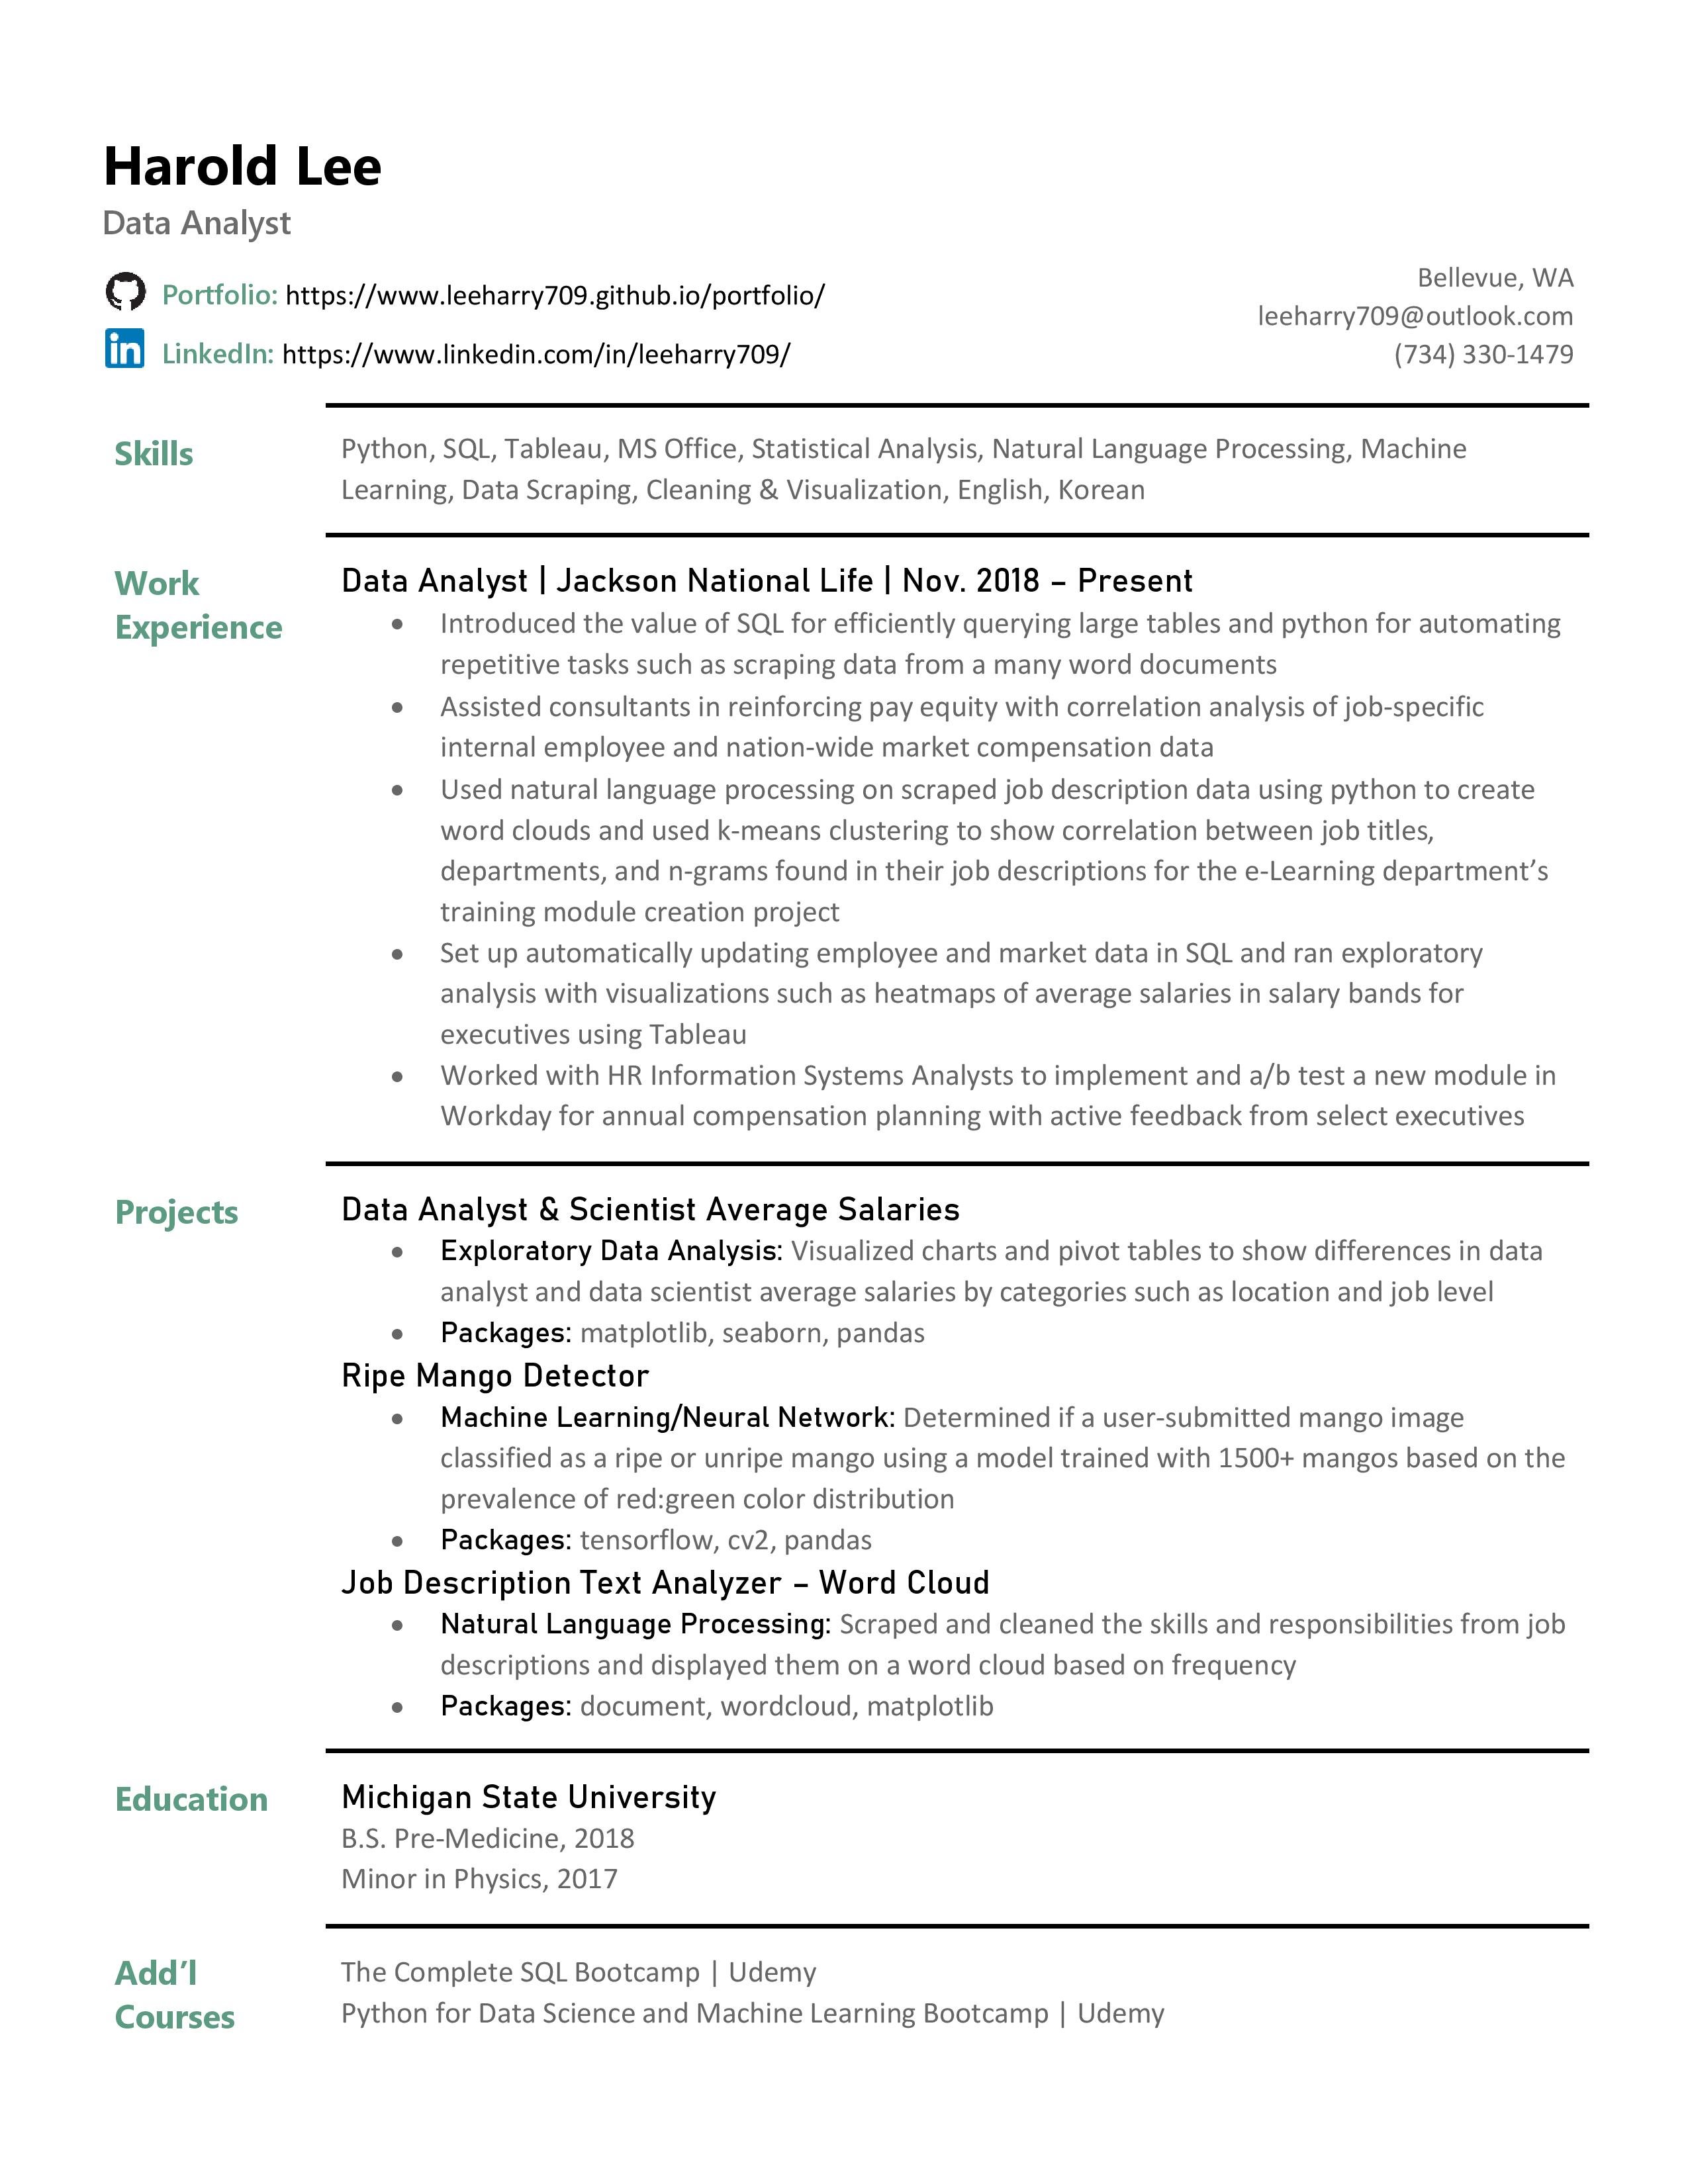 Harold Lee
Data Analyst
Portfolio: https://www.leeharry709.github.io/portfolio/
in LinkedIn: https://www.linkedin.com/in/leeharry709/
Bellevue, WA
leeharry709@outlook.com
(734) 330-1479
Skills
Python, SQL, Tableau, MS Office, Statistical Analysis, Natural Language Processing, Machine
Learning, Data Scraping, Cleaning & Visualization, English, Korean
Work
Experience
Data Analyst | Jackson National Life | Nov. 2018 – Present
• Introduced the value of SQL for efficiently querying large tables and python for automating
repetitive tasks such as scraping data from a many word documents
• Assisted consultants in reinforcing pay equity with correlation analysis of job-specific
internal employee and nation-wide market compensation data
• Used natural language processing on scraped job description data using python to create
word clouds and used k-means clustering to show correlation between job titles,
departments, and n-grams found in their job descriptions for the e-Learning department’s
training module creation project
• Set up automatically updating employee and market data in SQL and ran exploratory
analysis with visualizations such as heatmaps of average salaries in salary bands for
executives using Tableau
• Worked with HR Information Systems Analysts to implement and a/b test a new module in
Workday for annual compensation planning with active feedback from select executives
Projects
Data Analyst & Scientist Average Salaries
• Exploratory Data Analysis: Visualized charts and pivot tables to show differences in data
analyst and data scientist average salaries by categories such as location and job level
• Packages: matplotlib, seaborn, pandas
Ripe Mango Detector
• Machine Learning/Neural Network: Determined if a user-submitted mango image
classified as a ripe or unripe mango using a model trained with 1500+ mangos based on the
prevalence of red:green color distribution
• Packages: tensorflow, cv2, pandas
Job Description Text Analyzer – Word Cloud
• Natural Language Processing: Scraped and cleaned the skills and responsibilities from job
descriptions and displayed them on a word cloud based on frequency
• Packages: document, wordcloud, matplotlib
Education
Michigan State University
B.S. Pre-Medicine, 2018
Minor in Physics, 2017
Add’l
Courses
The Complete SQL Bootcamp | Udemy
Python for Data Science and Machine Learning Bootcamp | Udemy